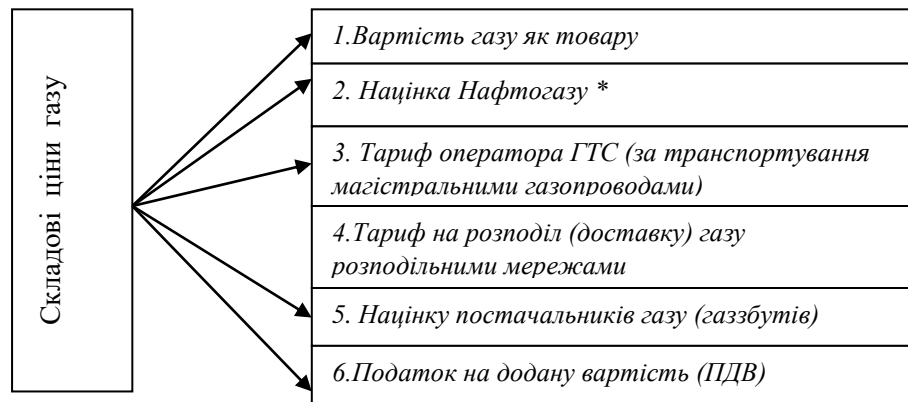 Складові ціни газу
1.Вартість газу як товару
2. Націнка Нафтогазу *
3. Тариф оператора ГТС (за транспортування
магістральними газопроводами)
4.Тариф на розподіл (доставку) газу
розподільними мережами
5. Націнку постачальників газу (газзбутів)
6.Податок на додану вартість (ПДВ)